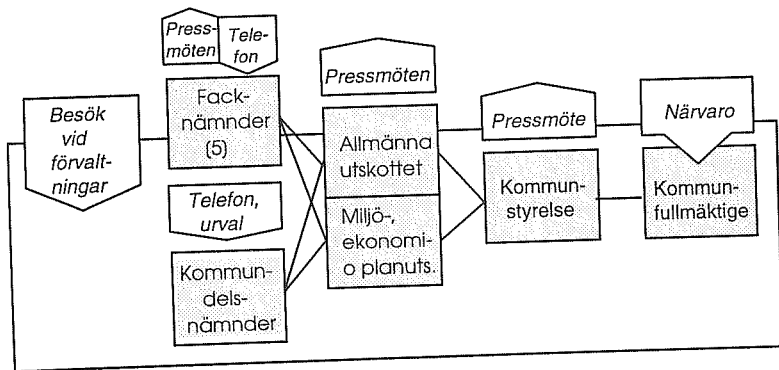 Press-
möten
Tele-
fon
Pressmöten
Pressmöte
Närvaro
Besök
vid
förvalt-
ningar
Fack-
nämnder
(5)
Allmänna
utskottet
Telefon,
urval
Miljö-,
ekonomi-
o planuts.
Kommun-
styrelse
Kommun-
fullmäktige
Kommun-
dels-
nämnder